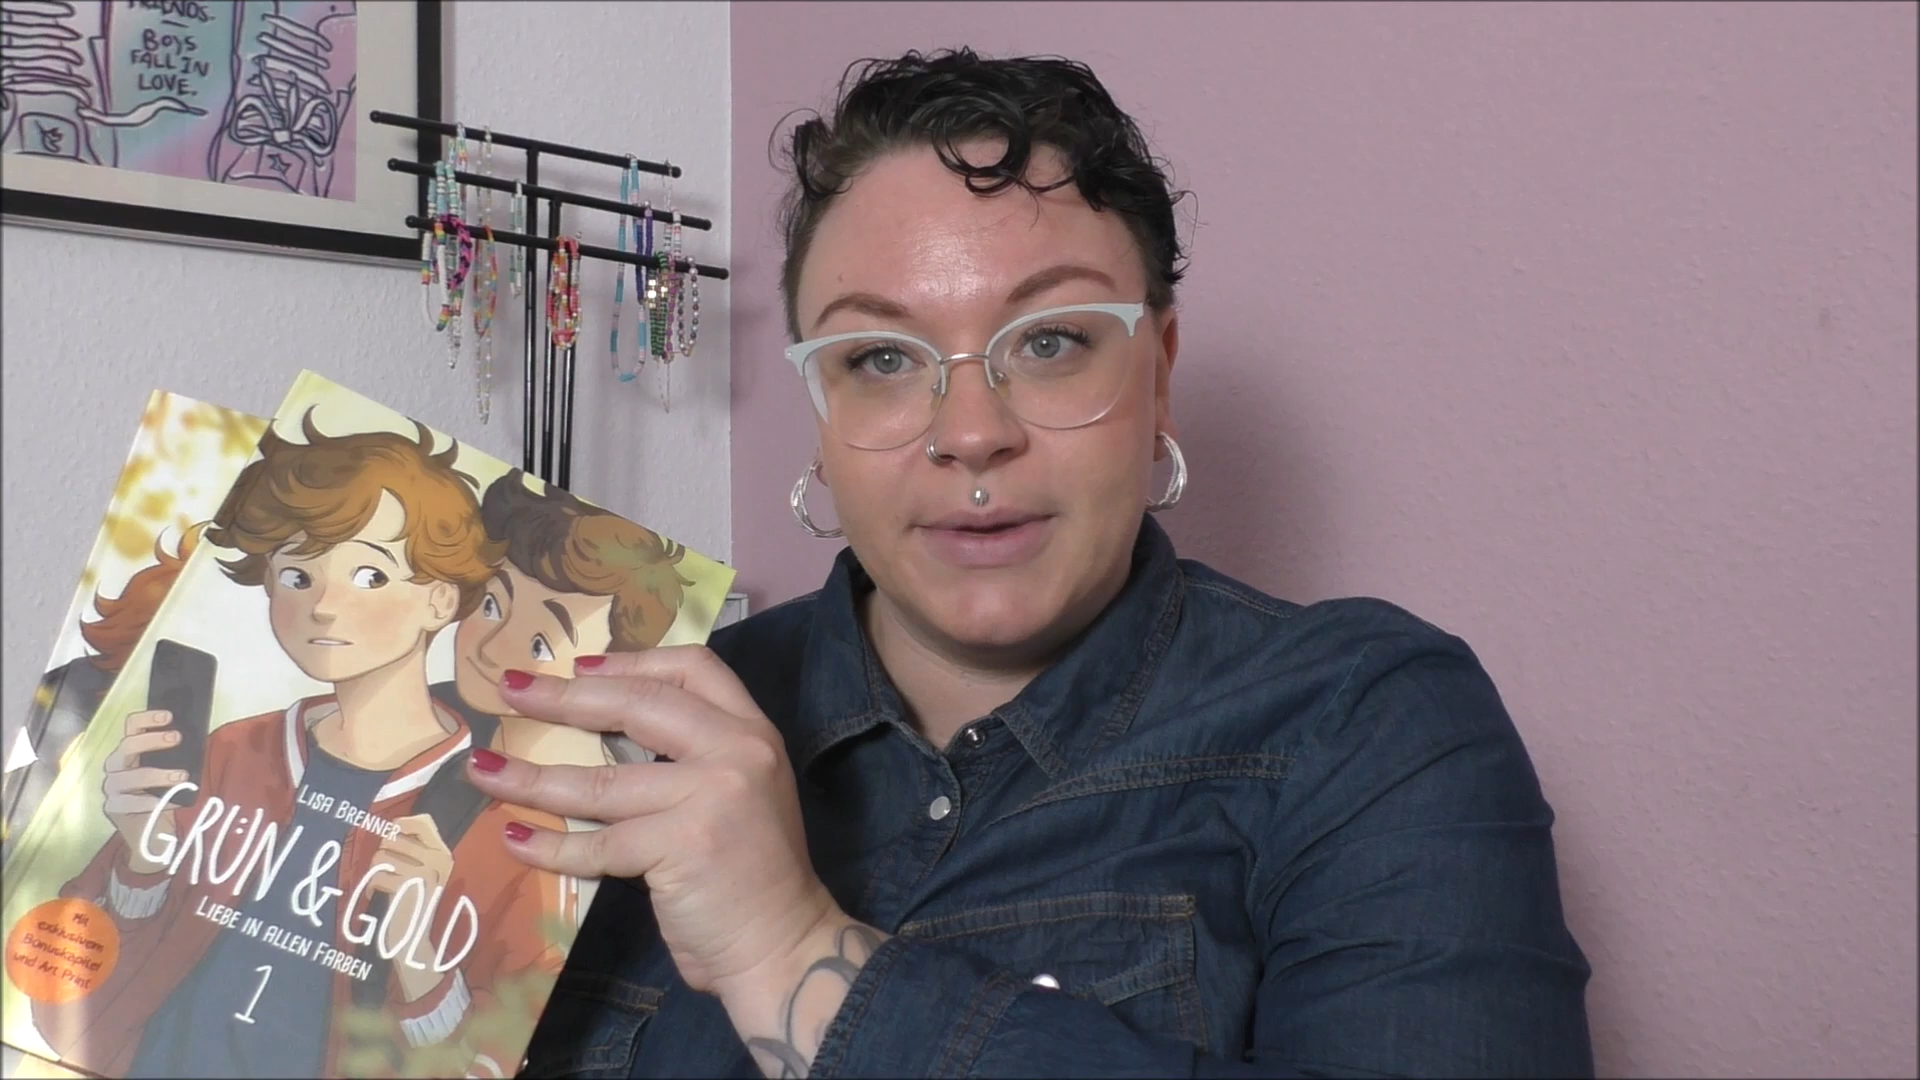 FRIENDS.
BOYS
FALL IN
LOVE.
LISA BRENNER
GRÜN & GOLD
LIEBE IN ALLEN FARBEN
1
Mit
exklusivem
Bonuskapitel
und Art Print